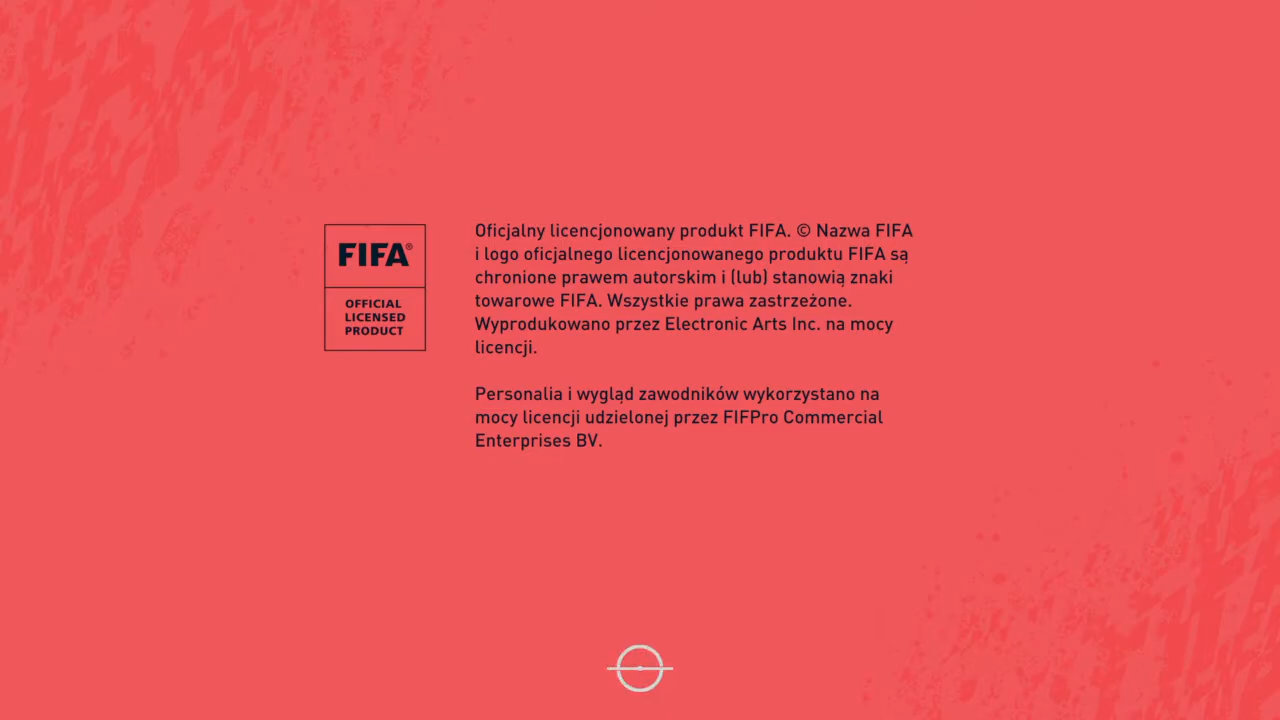 FIFA®
OFFICIAL
LICENSED
PRODUCT
Oficjalny licencjonowany produkt FIFA. © Nazwa FIFA
i logo oficjalnego licencjonowanego produktu FIFA są
chronione prawem autorskim i (lub) stanowią znaki
towarowe FIFA. Wszystkie prawa zastrzeżone.
Wyprodukowano przez Electronic Arts Inc. na mocy
licencji.
Personalia i wygląd zawodników wykorzystano na
mocy licencji udzielonej przez FIFPro Commercial
Enterprises BV.